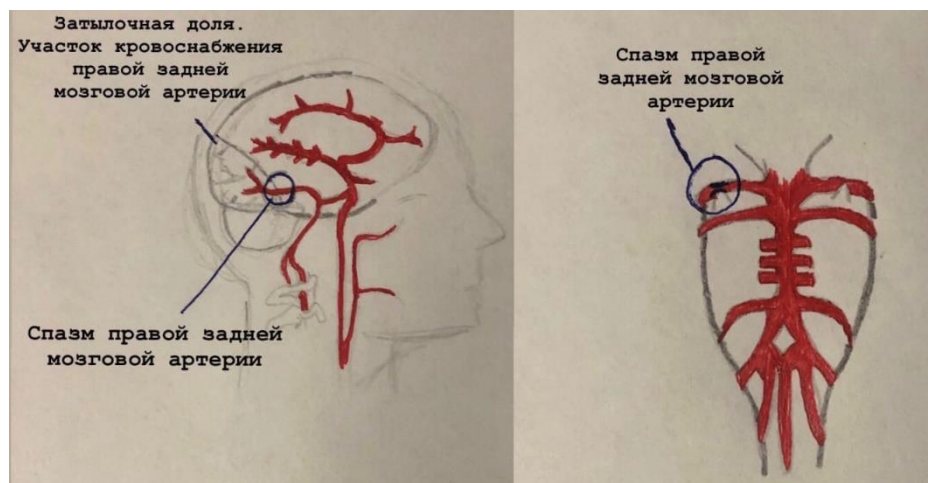 Затылочная доля.
Участок кровоснабжения
правой задней
мозговой артерии
Спазм правой задней
мозговой артерии
Спазм правой
задней мозговой
артерии